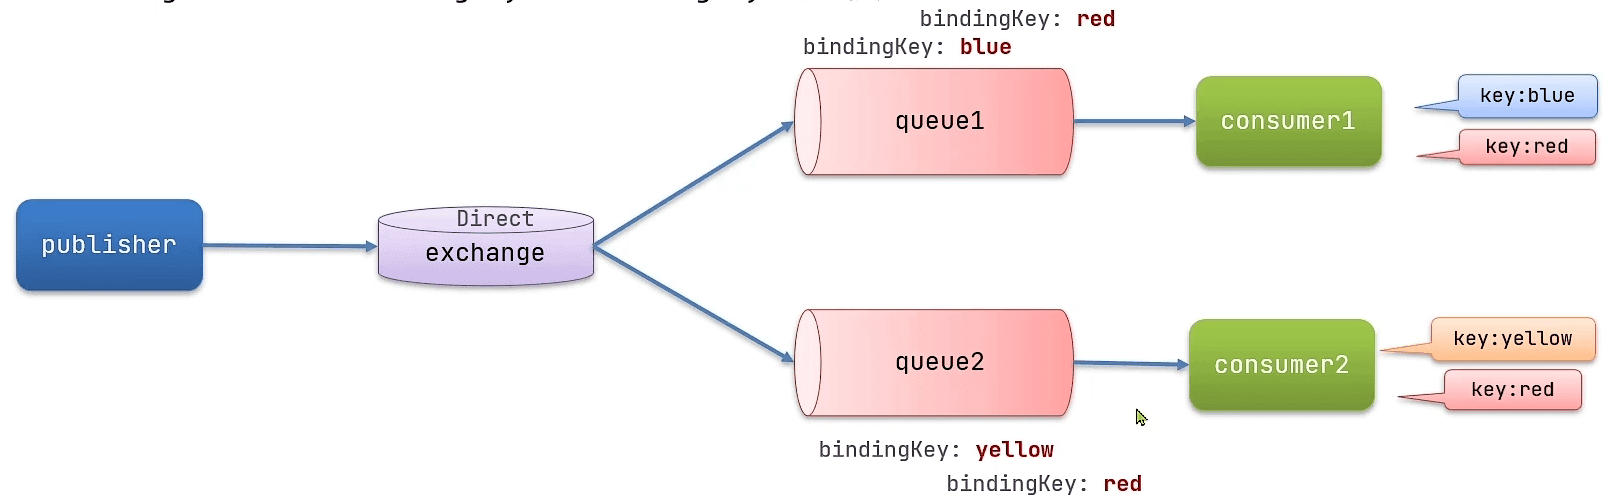 bindingKey: red
bindingKey: blue
queue1
consumer1
key:blue
key:red
publisher
Direct
exchange
queue2
consumer2
key:yellow
key:red
bindingKey: yellow
bindingKey: red